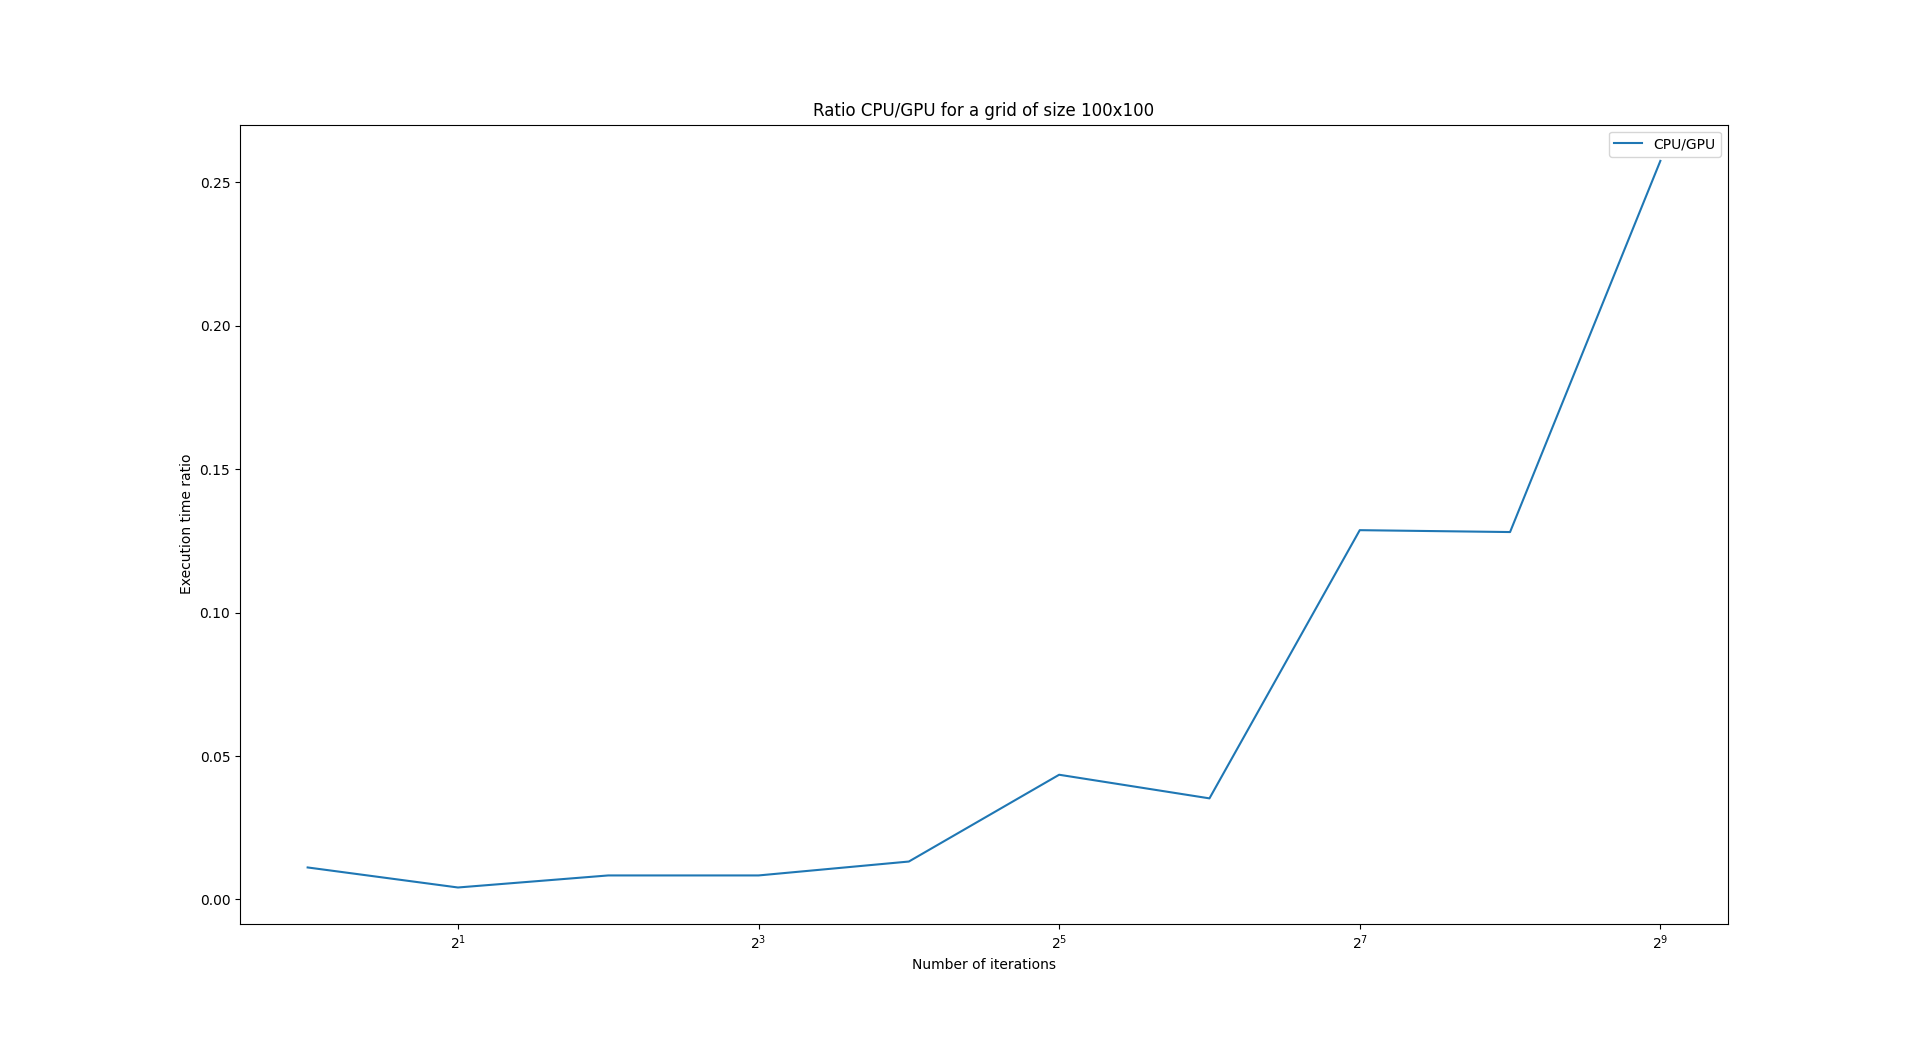 Ratio CPU/GPU for a grid of size 100x100
CPU/GPU
0.25
0.20
0.15
0.10
0.05
0.00
Execution time ratio
2¹ 2³ 2⁵ 2⁷ 2⁹
Number of iterations